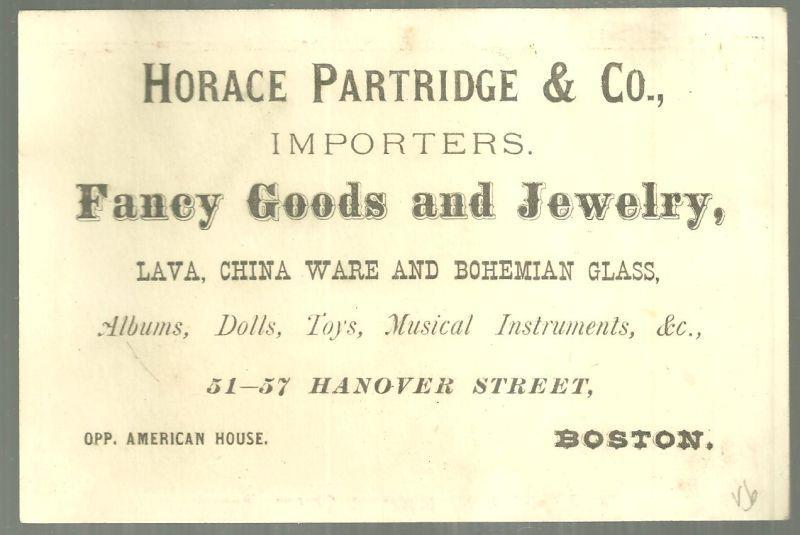 HORACE PARTRIDGE & CO.,
IMPORTERS.
Fancy Goods and Jewelry,
LAVA, CHINA WARE AND BOHEMIAN GLASS,
Albums, Dolls, Toys, Musical Instruments, &c.,
51–57 HANOVER STREET,
OPP. AMERICAN HOUSE. BOSTON.